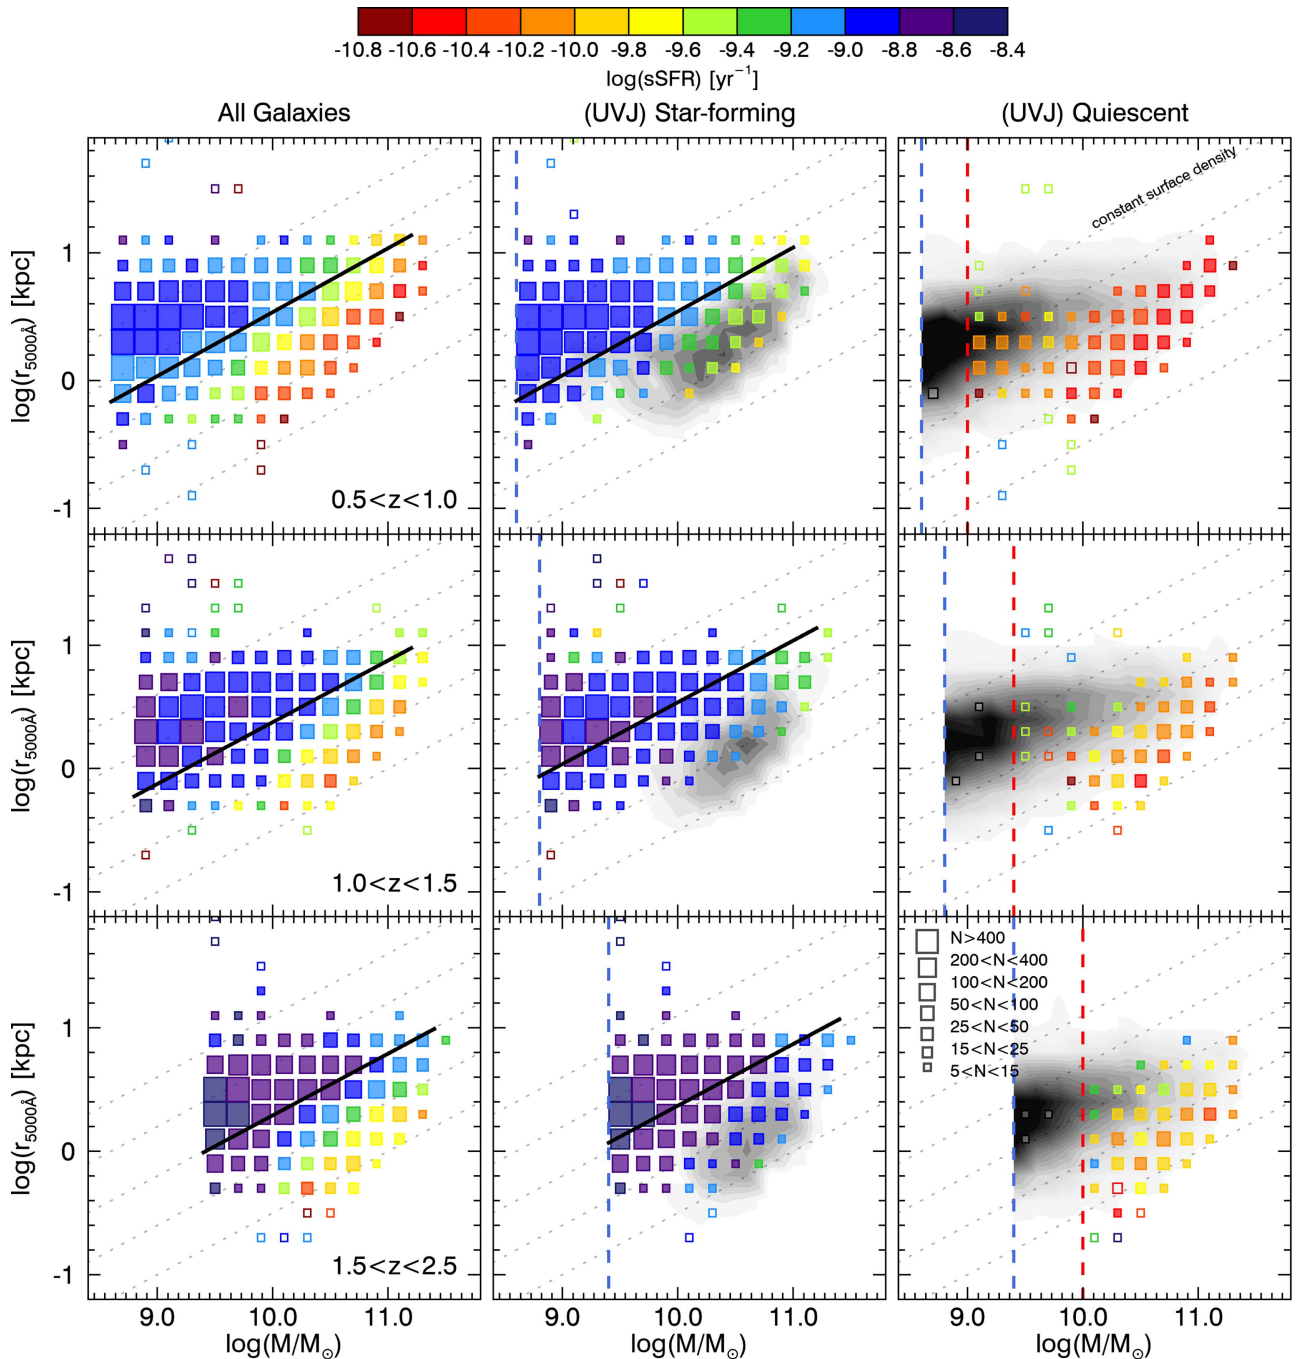 -10.8 -10.6 -10.4 -10.2 -10.0 -9.8 -9.6 -9.4 -9.2 -9.0 -8.8 -8.6 -8.4
log(sSFR) [yr⁻¹]
All Galaxies (UVJ) Star-forming (UVJ) Quiescent
constant surface density
log(r₅₀₀₀Å) [kpc]
1
0
-1
0.5<z<1.0
log(r₅₀₀₀Å) [kpc]
1
0
-1
1.0<z<1.5
N>400
200<N<400
100<N<200
50<N<100
25<N<50
15<N<25
5<N<15
log(r₅₀₀₀Å) [kpc]
1
0
-1
1.5<z<2.5
9.0 10.0 11.0 9.0 10.0 11.0 9.0 10.0 11.0
log(M/M☉) log(M/M☉) log(M/M☉)